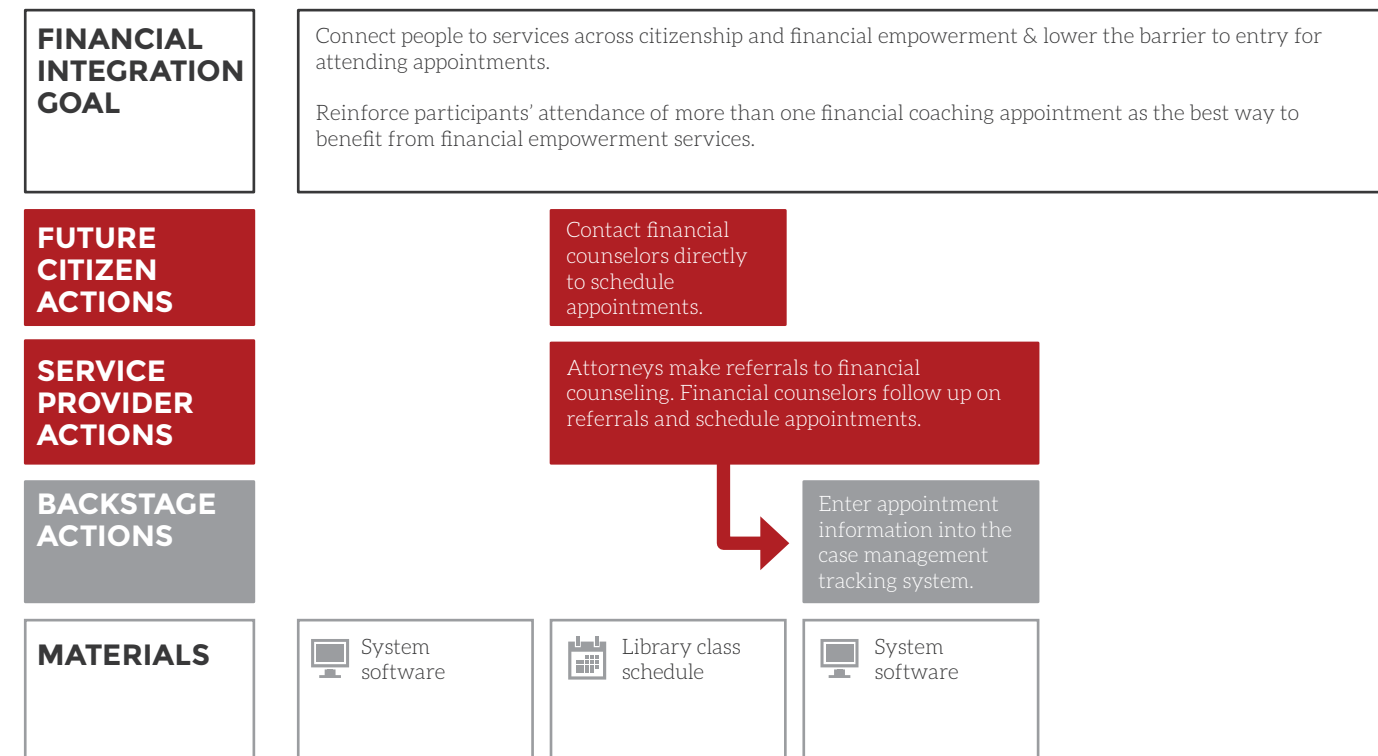 FINANCIAL
INTEGRATION
GOAL
Connect people to services across citizenship and financial empowerment & lower the barrier to entry for
attending appointments.
Reinforce participants’ attendance of more than one financial coaching appointment as the best way to
benefit from financial empowerment services.
FUTURE
CITIZEN
ACTIONS
Contact financial
counselors directly
to schedule
appointments.
SERVICE
PROVIDER
ACTIONS
Attorneys make referrals to financial
counseling. Financial counselors follow up on
referrals and schedule appointments.
BACKSTAGE
ACTIONS
Enter appointment
information into the
case management
tracking system.
MATERIALS
System
software
Library class
schedule
System
software